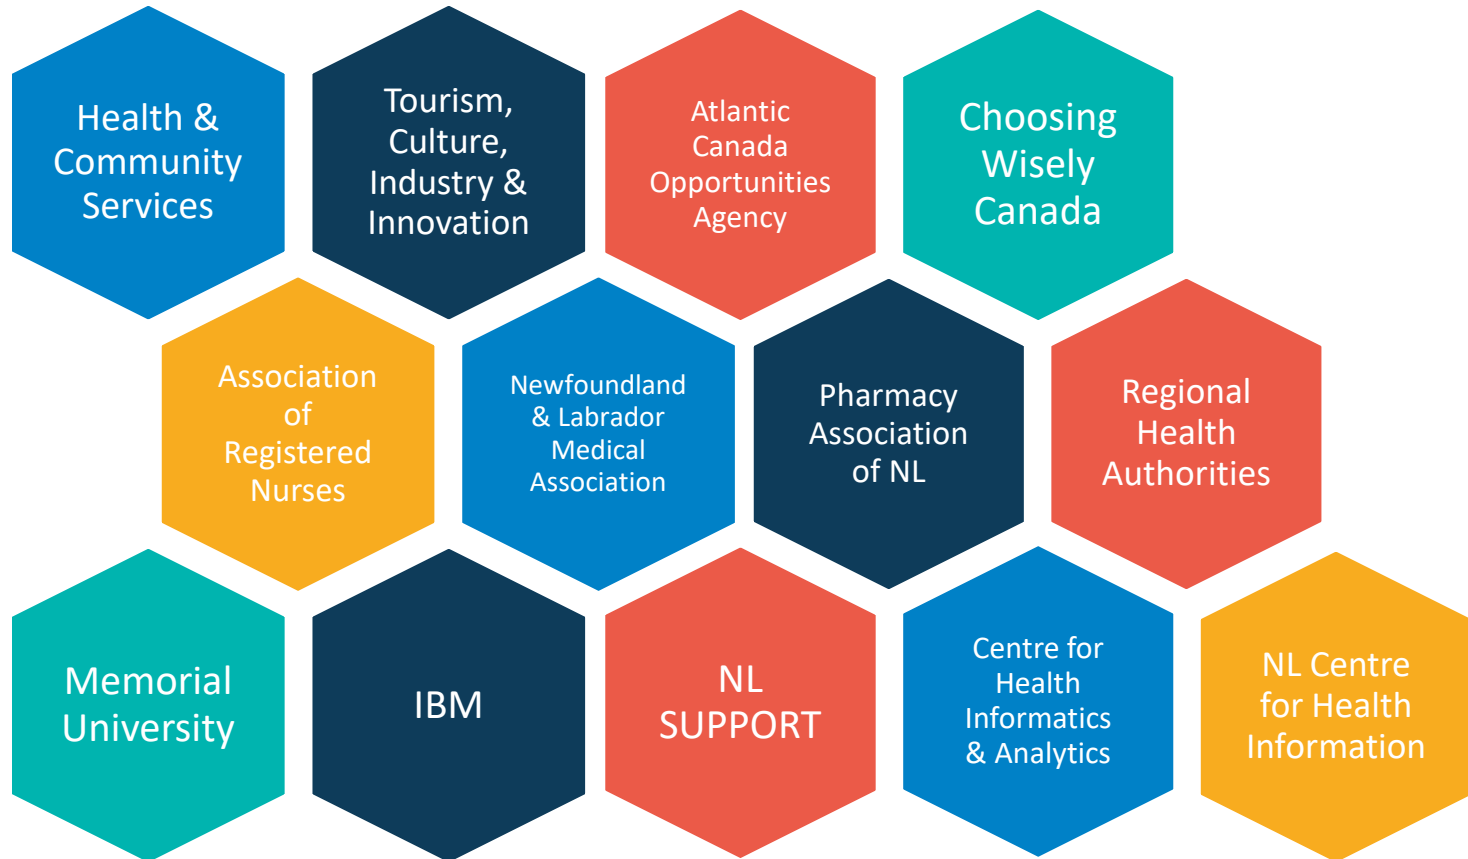 Health &
Community
Services
Tourism,
Culture,
Industry &
Innovation
Atlantic
Canada
Opportunities
Agency
Choosing
Wisely
Canada
Association
of
Registered
Nurses
Newfoundland
& Labrador
Medical
Association
Pharmacy
Association
of NL
Regional
Health
Authorities
Memorial
University
IBM
NL
SUPPORT
Centre for
Health
Informatics
& Analytics
NL Centre
for Health
Information